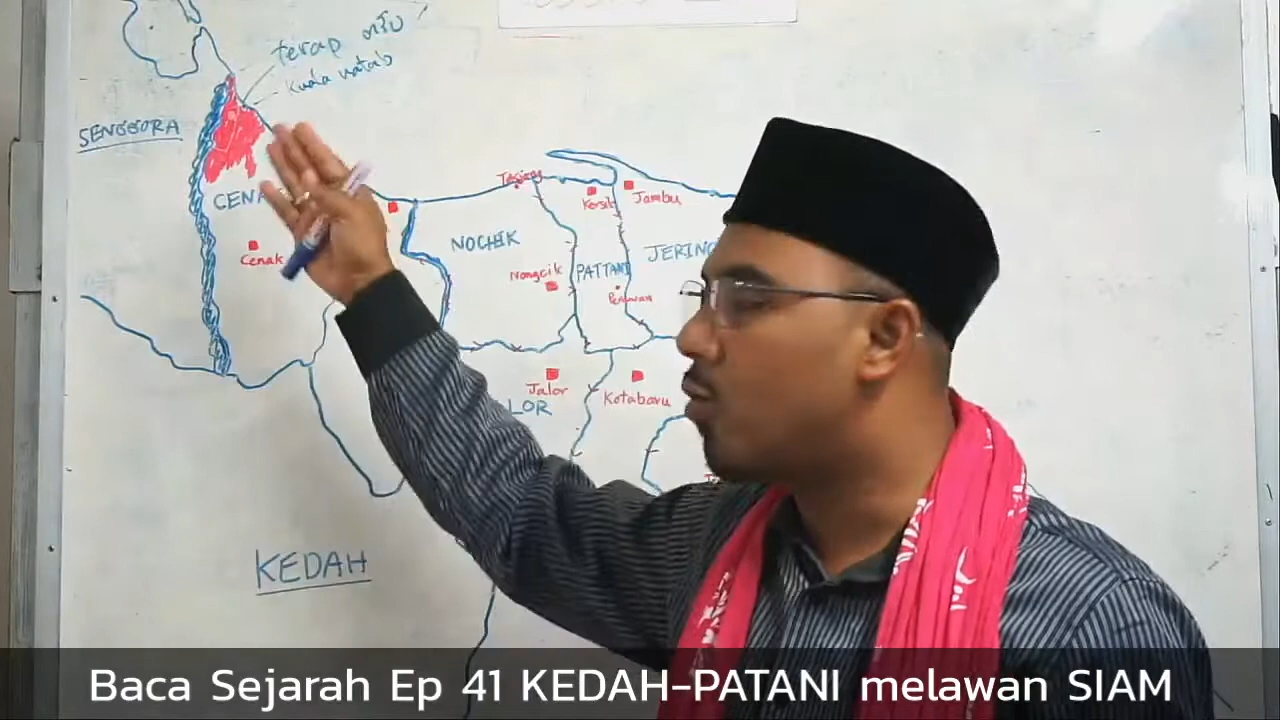 terap
Kuala
SENGGORA
CENA
Kersik
Jambu
NOCHIK
JERING
Cenak
Nongcik
PATTANI
Jalor
LOR
Kotabaru
KEDAH
Baca Sejarah Ep 41 KEDAH-PATANI melawan SIAM